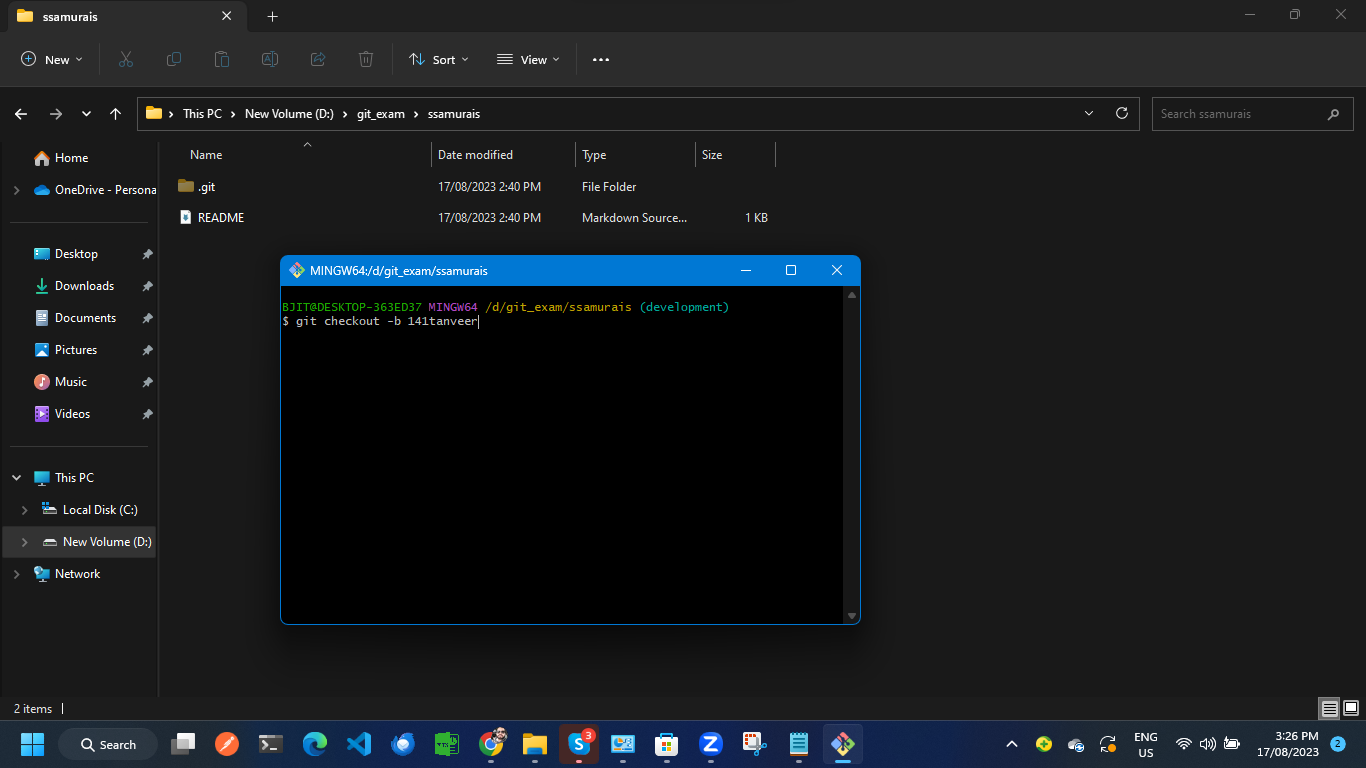 ssamurais
New
Sort
View
This PC
New Volume (D:)
git_exam
ssamurais
Search ssamurais
Home
OneDrive - Persona
Desktop
Downloads
Documents
Pictures
Music
Videos
This PC
Local Disk (C:)
New Volume (D:)
Network
Name Date modified Type Size
.git 17/08/2023 2:40 PM File Folder
README 17/08/2023 2:40 PM Markdown Source... 1 KB
MINGW64:/d/git_exam/ssamurais
BJIT@DESKTOP-363ED37 MINGW64 /d/git_exam/ssamurais (development)
$ git checkout -b 141tanveer
2 items
Search
3
ENG
US
3:26 PM
17/08/2023
2